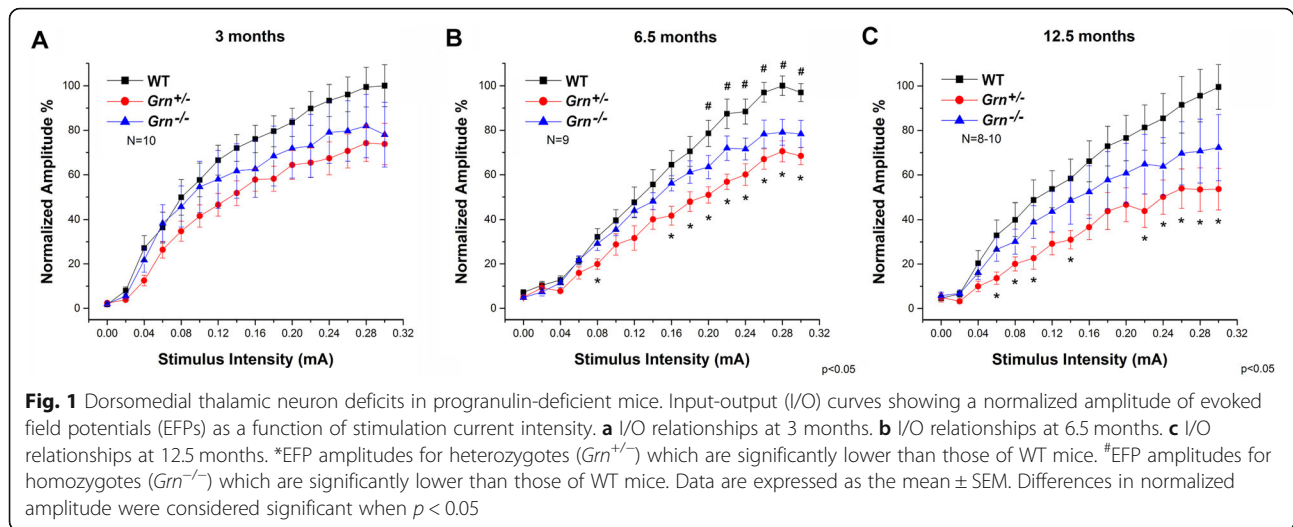 A
3 months
WT
Grn+/-
Grn-/-
N=10
Normalized Amplitude %
100
80
60
40
20
0
0.00 0.04 0.08 0.12 0.16 0.20 0.24 0.28 0.32
Stimulus Intensity (mA)
B
6.5 months
WT
Grn+/-
Grn-/-
N=9
# # # # # #
* * * * * * * * *
Normalized Amplitude %
100
80
60
40
20
0
0.00 0.04 0.08 0.12 0.16 0.20 0.24 0.28 0.32
Stimulus Intensity (mA)
p<0.05
C
12.5 months
WT
Grn+/-
Grn-/-
N=8-10
* * * * * * * * *
Normalized Amplitude %
100
80
60
40
20
0
0.00 0.04 0.08 0.12 0.16 0.20 0.24 0.28 0.32
Stimulus Intensity (mA)
p<0.05
Fig. 1 Dorsomedial thalamic neuron deficits in progranulin-deficient mice. Input-output (I/O) curves showing a normalized amplitude of evoked
field potentials (EFPs) as a function of stimulation current intensity. a I/O relationships at 3 months. b I/O relationships at 6.5 months. c I/O
relationships at 12.5 months. *EFP amplitudes for heterozygotes (Grn+/−) which are significantly lower than those of WT mice. #EFP amplitudes for
homozygotes (Grn−/−) which are significantly lower than those of WT mice. Data are expressed as the mean ± SEM. Differences in normalized
amplitude were considered significant when p < 0.05